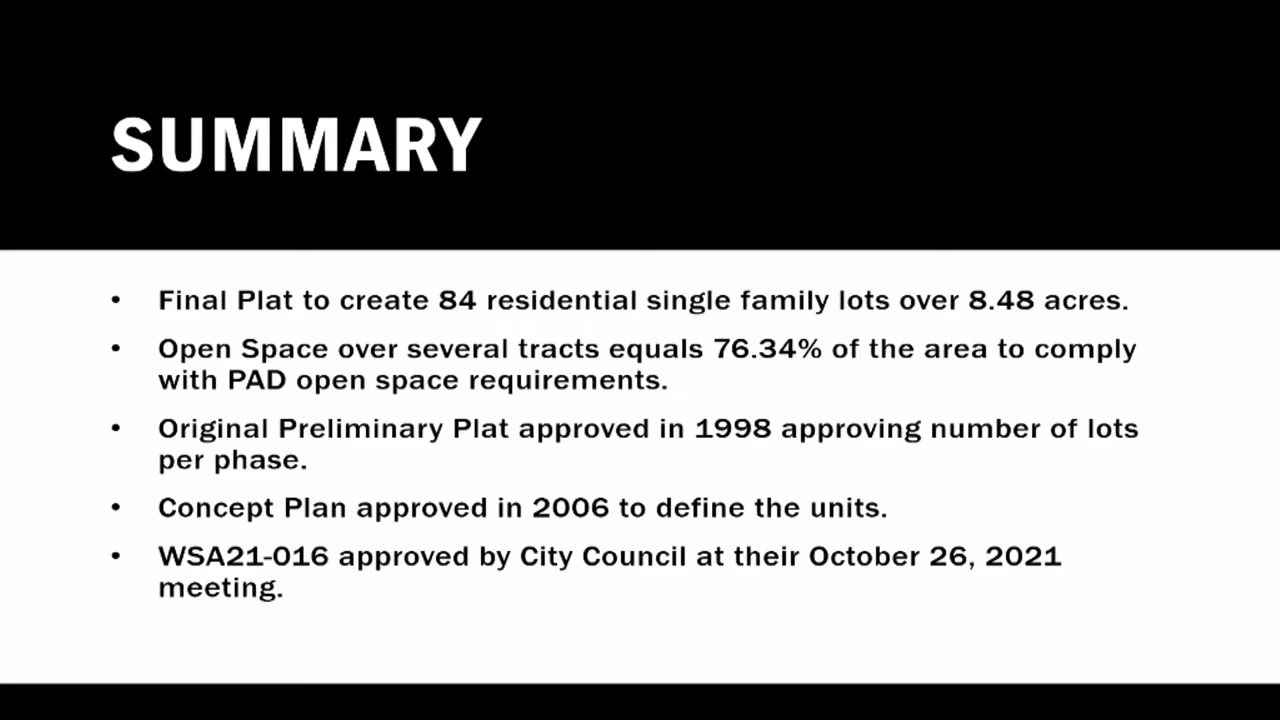 SUMMARY
• Final Plat to create 84 residential single family lots over 8.48 acres.
• Open Space over several tracts equals 76.34% of the area to comply
with PAD open space requirements.
• Original Preliminary Plat approved in 1998 approving number of lots
per phase.
• Concept Plan approved in 2006 to define the units.
• WSA21-016 approved by City Council at their October 26, 2021
meeting.